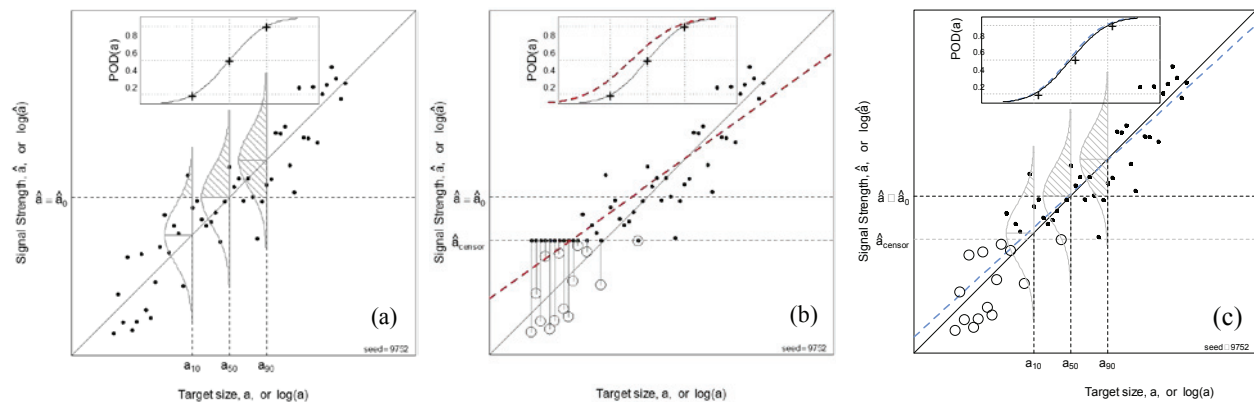 POD(a)
0.8
0.6
0.4
0.2
Signal Strength, â, or log(â)
â = â0
(a)
seed=9752
a10
a50
a90
Target size, a, or log(a)
POD(a)
0.8
0.6
0.4
0.2
Signal Strength, â, or log(â)
â = â0
âcensor
(b)
seed=9752
Target size, a, or log(a)
POD(a)
0.8
0.6
0.4
0.2
Signal Strength, â, or log(â)
â □ â0
âcensor
(c)
seed□9752
a10
a50
a90
Target size, a, or log(a)